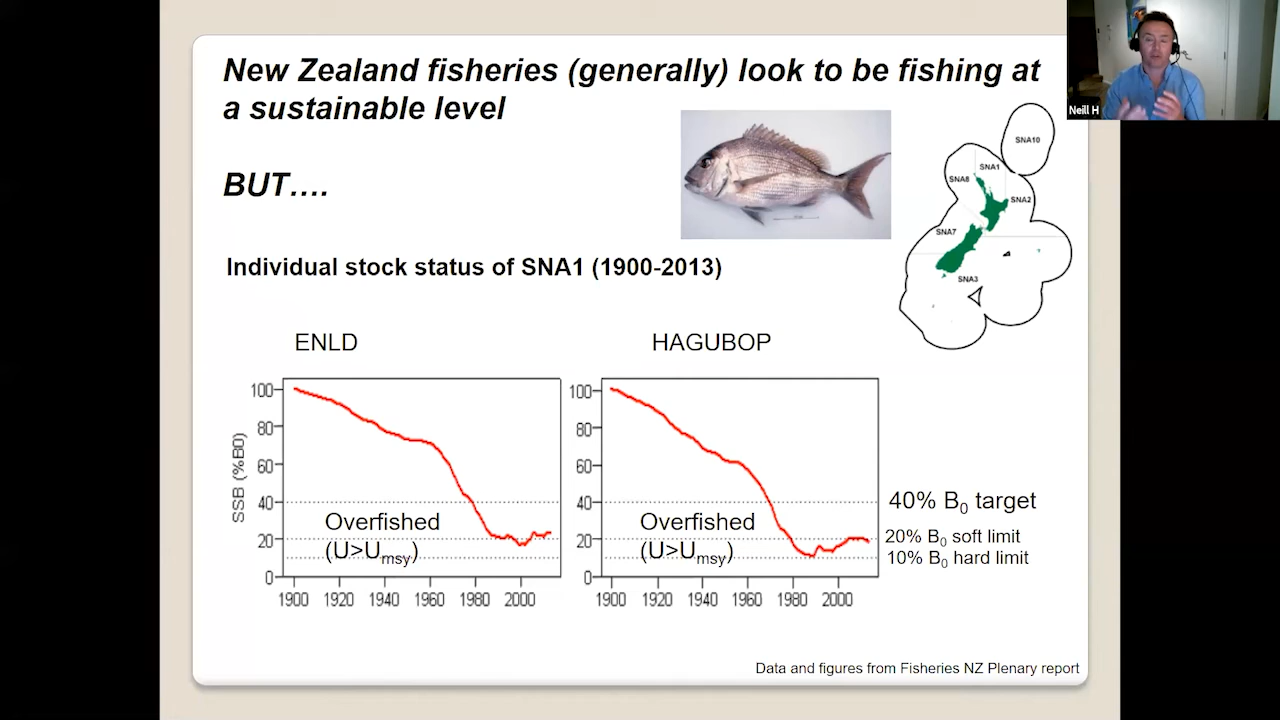 New Zealand fisheries (generally) look to be fishing at
a sustainable level
BUT....
Neill H
SNA10
SNA1
SNA8
SNA2
SNA7
SNA3
Individual stock status of SNA1 (1900-2013)
ENLD
HAGUBOP
SSB (%B0)
100
80
60
40
20
0
1900 1920 1940 1960 1980 2000
Overfished
(U>Umsy)
100
80
60
40
20
0
1900 1920 1940 1960 1980 2000
Overfished
(U>Umsy)
40% B0 target
20% B0 soft limit
10% B0 hard limit
Data and figures from Fisheries NZ Plenary report